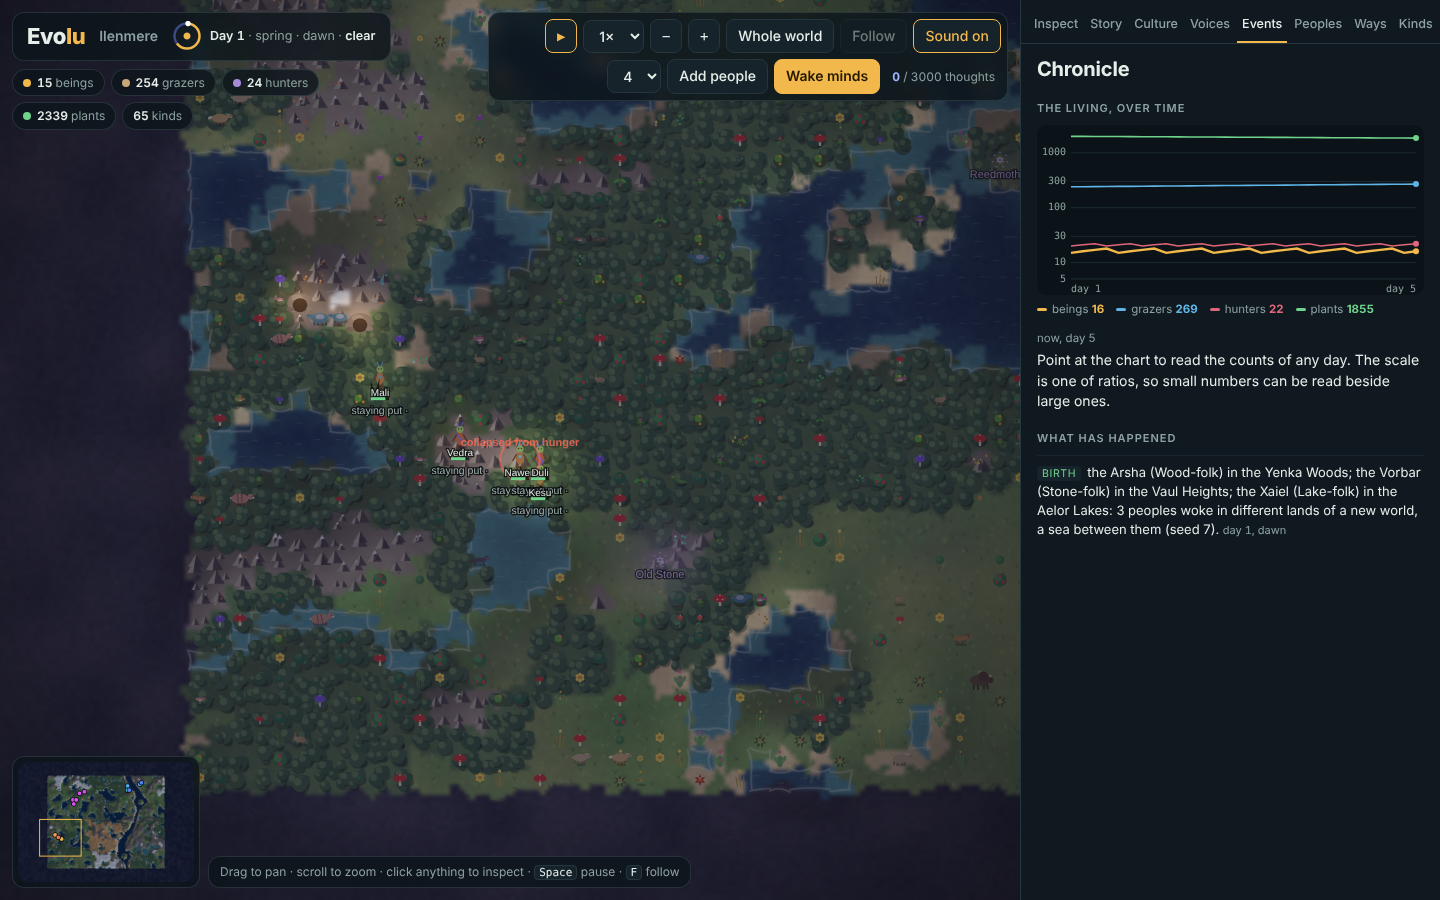 Evolu Ilenmere Day 1 · spring · dawn · clear
15 beings 254 grazers 24 hunters
2339 plants 65 kinds
1× − + Whole world Follow Sound on
4 Add people Wake minds 0 / 3000 thoughts
Reedmoth
Mali
staying put ·
collapsed from hunger
Vedra
staying put ·
Nawe Duli
Kesu
staying put ·
Old Stone
Drag to pan · scroll to zoom · click anything to inspect · Space pause · F follow
Inspect Story Culture Voices Events Peoples Ways Kinds
Chronicle
THE LIVING, OVER TIME
1000
300
100
30
10
5
day 1 day 5
beings 16 grazers 269 hunters 22 plants 1855
now, day 5
Point at the chart to read the counts of any day. The scale
is one of ratios, so small numbers can be read beside
large ones.
WHAT HAS HAPPENED
BIRTH the Arsha (Wood-folk) in the Yenka Woods; the Vorbar
(Stone-folk) in the Vaul Heights; the Xaiel (Lake-folk) in the
Aelor Lakes: 3 peoples woke in different lands of a new world,
a sea between them (seed 7). day 1, dawn